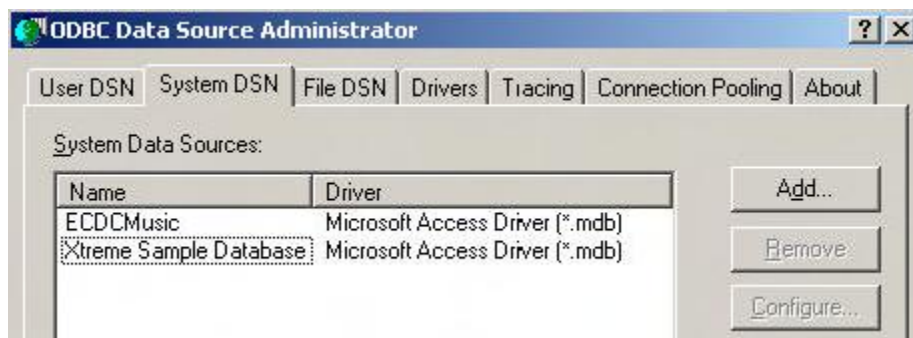 ODBC Data Source Administrator
User DSN System DSN File DSN Drivers Tracing Connection Pooling About
System Data Sources:
Name Driver
ECDCMusic Microsoft Access Driver (*.mdb)
Xtreme Sample Database Microsoft Access Driver (*.mdb)
Add...
Remove
Configure...